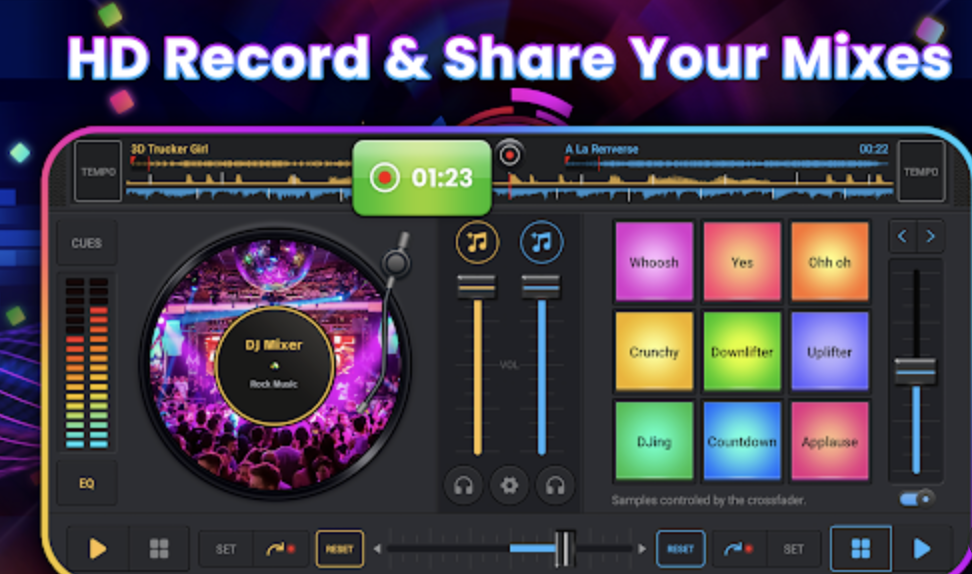 HD Record & Share Your Mixes
3D Trucker Girl
A La Renverse
00:22
TEMPO
01:23
TEMPO
CUES
Whoosh
Yes
Ohh oh
DJ Mixer
Rock Music
VOL
Crunchy
Downlifter
Uplifter
DJing
Countdown
Applause
EQ
Samples controled by the crossfader.
SET
RESET
RESET
SET